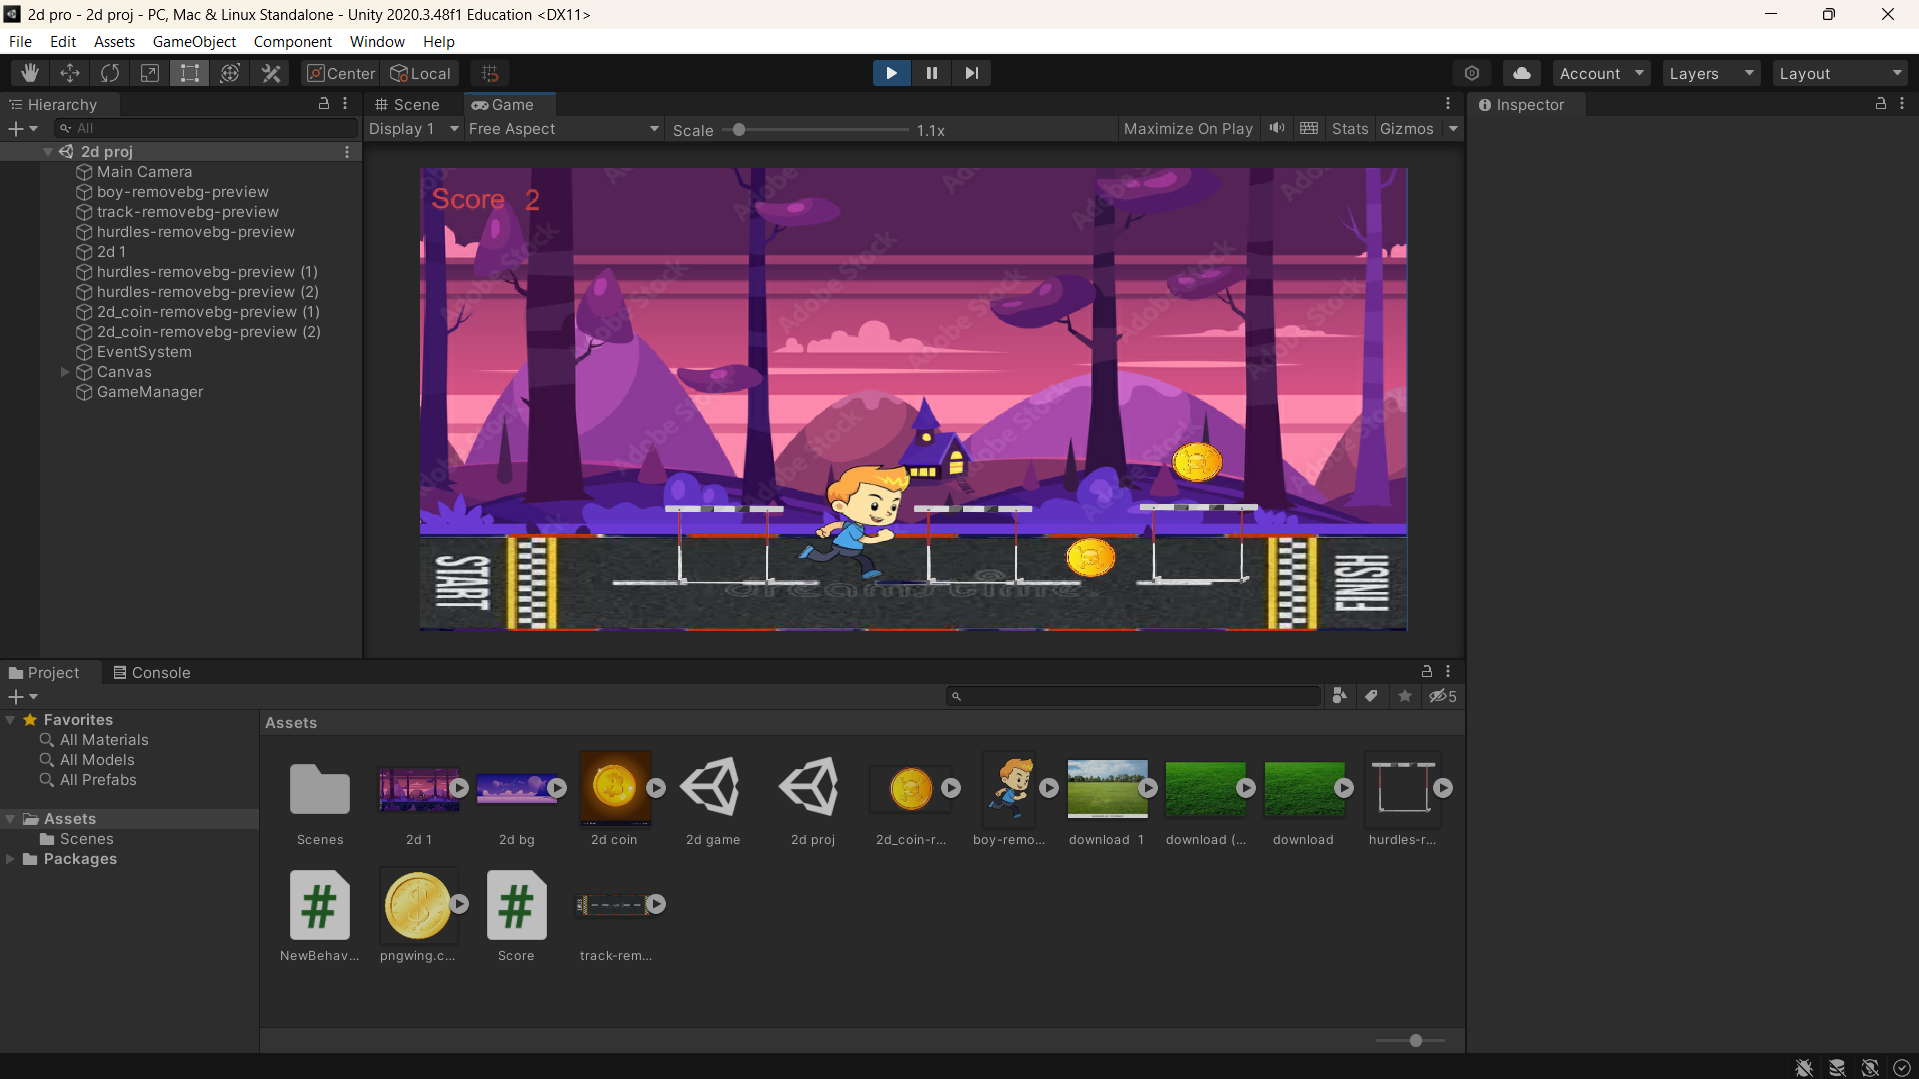 2d pro - 2d proj - PC, Mac & Linux Standalone - Unity 2020.3.48f1 Education <DX11>
File Edit Assets GameObject Component Window Help
Center Local Account Layers Layout
Hierarchy
All
2d proj
Main Camera
boy-removebg-preview
track-removebg-preview
hurdles-removebg-preview
2d 1
hurdles-removebg-preview (1)
hurdles-removebg-preview (2)
2d_coin-removebg-preview (1)
2d_coin-removebg-preview (2)
EventSystem
Canvas
GameManager
Scene Game
Display 1 Free Aspect Scale 1.1x Maximize On Play Stats Gizmos
Score 2
Adobe Stock
START
FINISH
dreamstime.
Inspector
Project Console
5
Favorites
All Materials
All Models
All Prefabs
Assets
Scenes
Packages
Assets
Scenes 2d 1 2d bg 2d coin 2d game 2d proj 2d_coin-r... boy-remo... download 1 download (... download hurdles-r...
NewBehav... pngwing.c... Score track-rem...